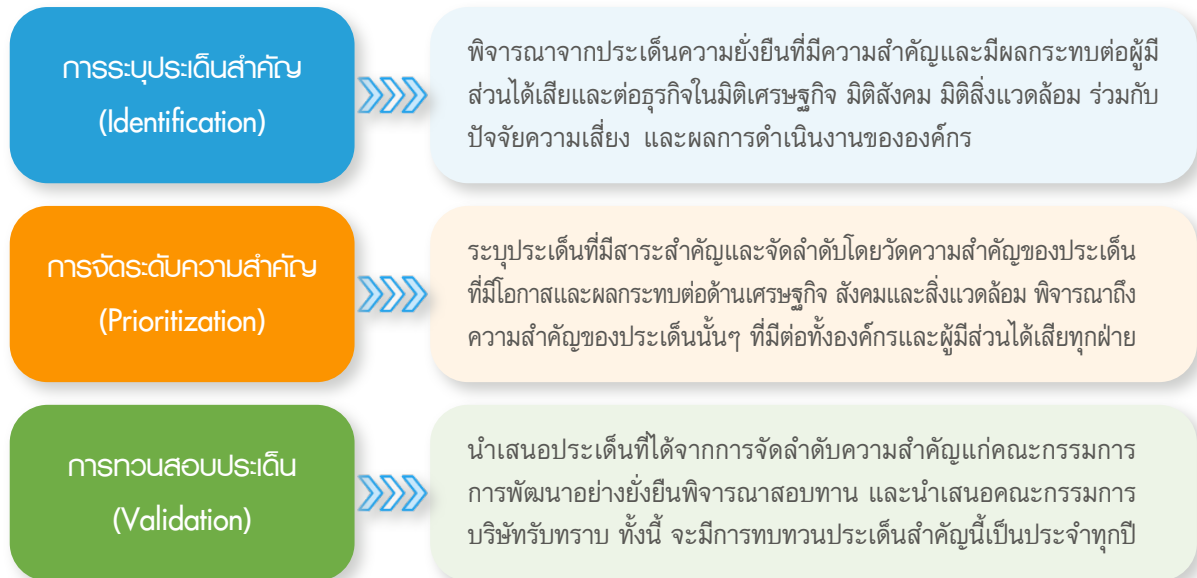 การระบุประเด็นสำคัญ
(Identification)
พิจารณาจากประเด็นความยั่งยืนที่มีความสำคัญและมีผลกระทบต่อผู้มี
ส่วนได้เสียและต่อธุรกิจในมิติเศรษฐกิจ มิติสังคม มิติสิ่งแวดล้อม ร่วมกับ
ปัจจัยความเสี่ยง และผลการดำเนินงานขององค์กร
การจัดระดับความสำคัญ
(Prioritization)
ระบุประเด็นที่มีสาระสำคัญและจัดลำดับโดยวัดความสำคัญของประเด็น
ที่มีโอกาสและผลกระทบต่อด้านเศรษฐกิจ สังคมและสิ่งแวดล้อม พิจารณาถึง
ความสำคัญของประเด็นนั้นๆ ที่มีต่อทั้งองค์กรและผู้มีส่วนได้เสียทุกฝ่าย
การทวนสอบประเด็น
(Validation)
นำเสนอประเด็นที่ได้จากการจัดลำดับความสำคัญแก่คณะกรรมการ
การพัฒนาอย่างยั่งยืนพิจารณาสอบทาน และนำเสนอคณะกรรมการ
บริษัทรับทราบ ทั้งนี้ จะมีการทบทวนประเด็นสำคัญนี้เป็นประจำทุกปี